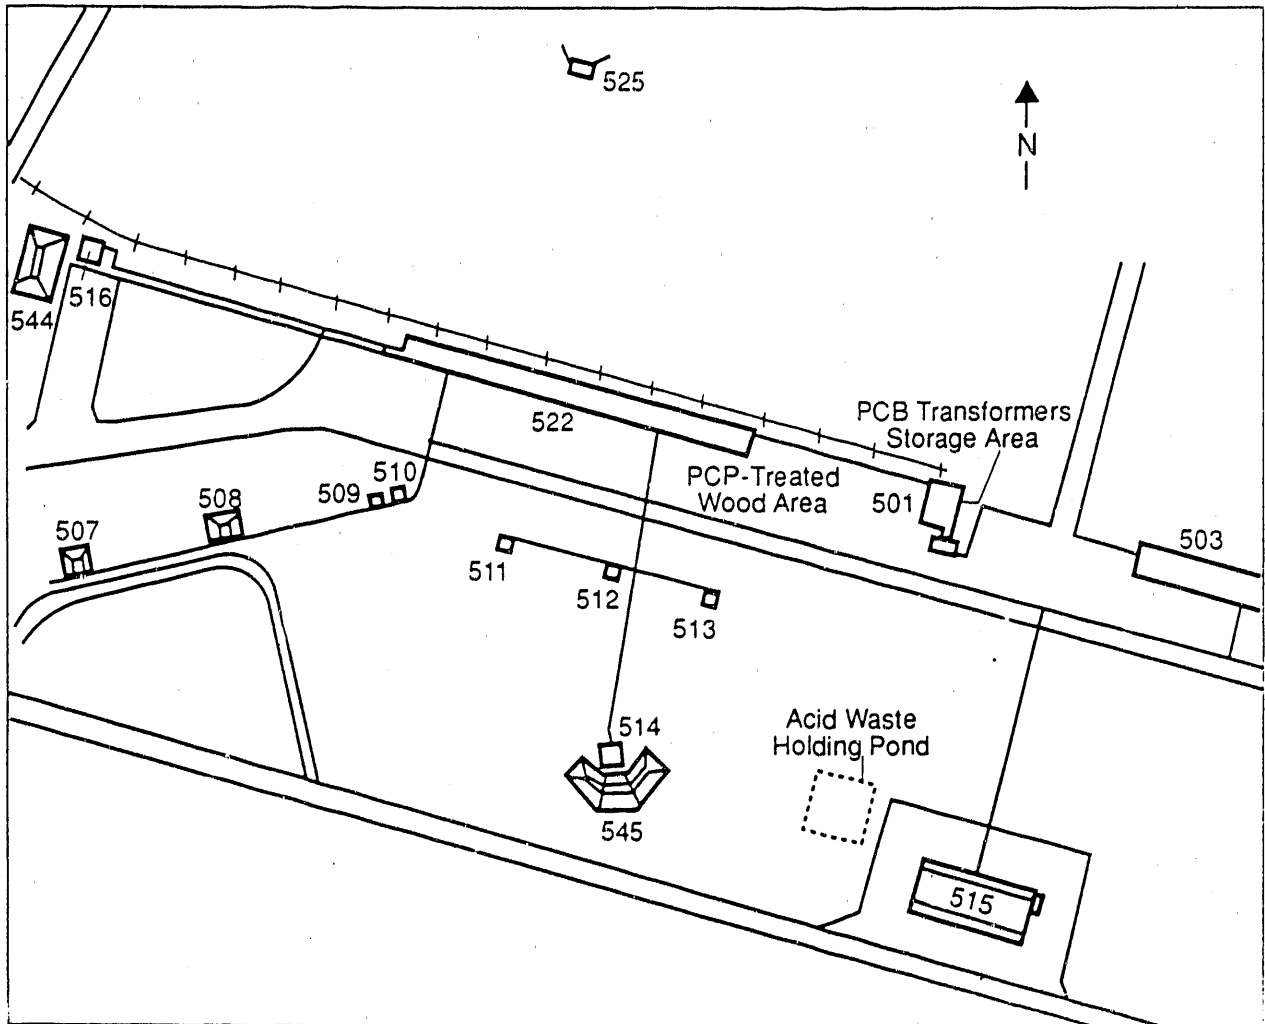 525
N
516
544
522
PCB Transformers
Storage Area
PCP-Treated
Wood Area
501
510
509
508
507
503
511
512
513
514
545
Acid Waste
Holding Pond
515